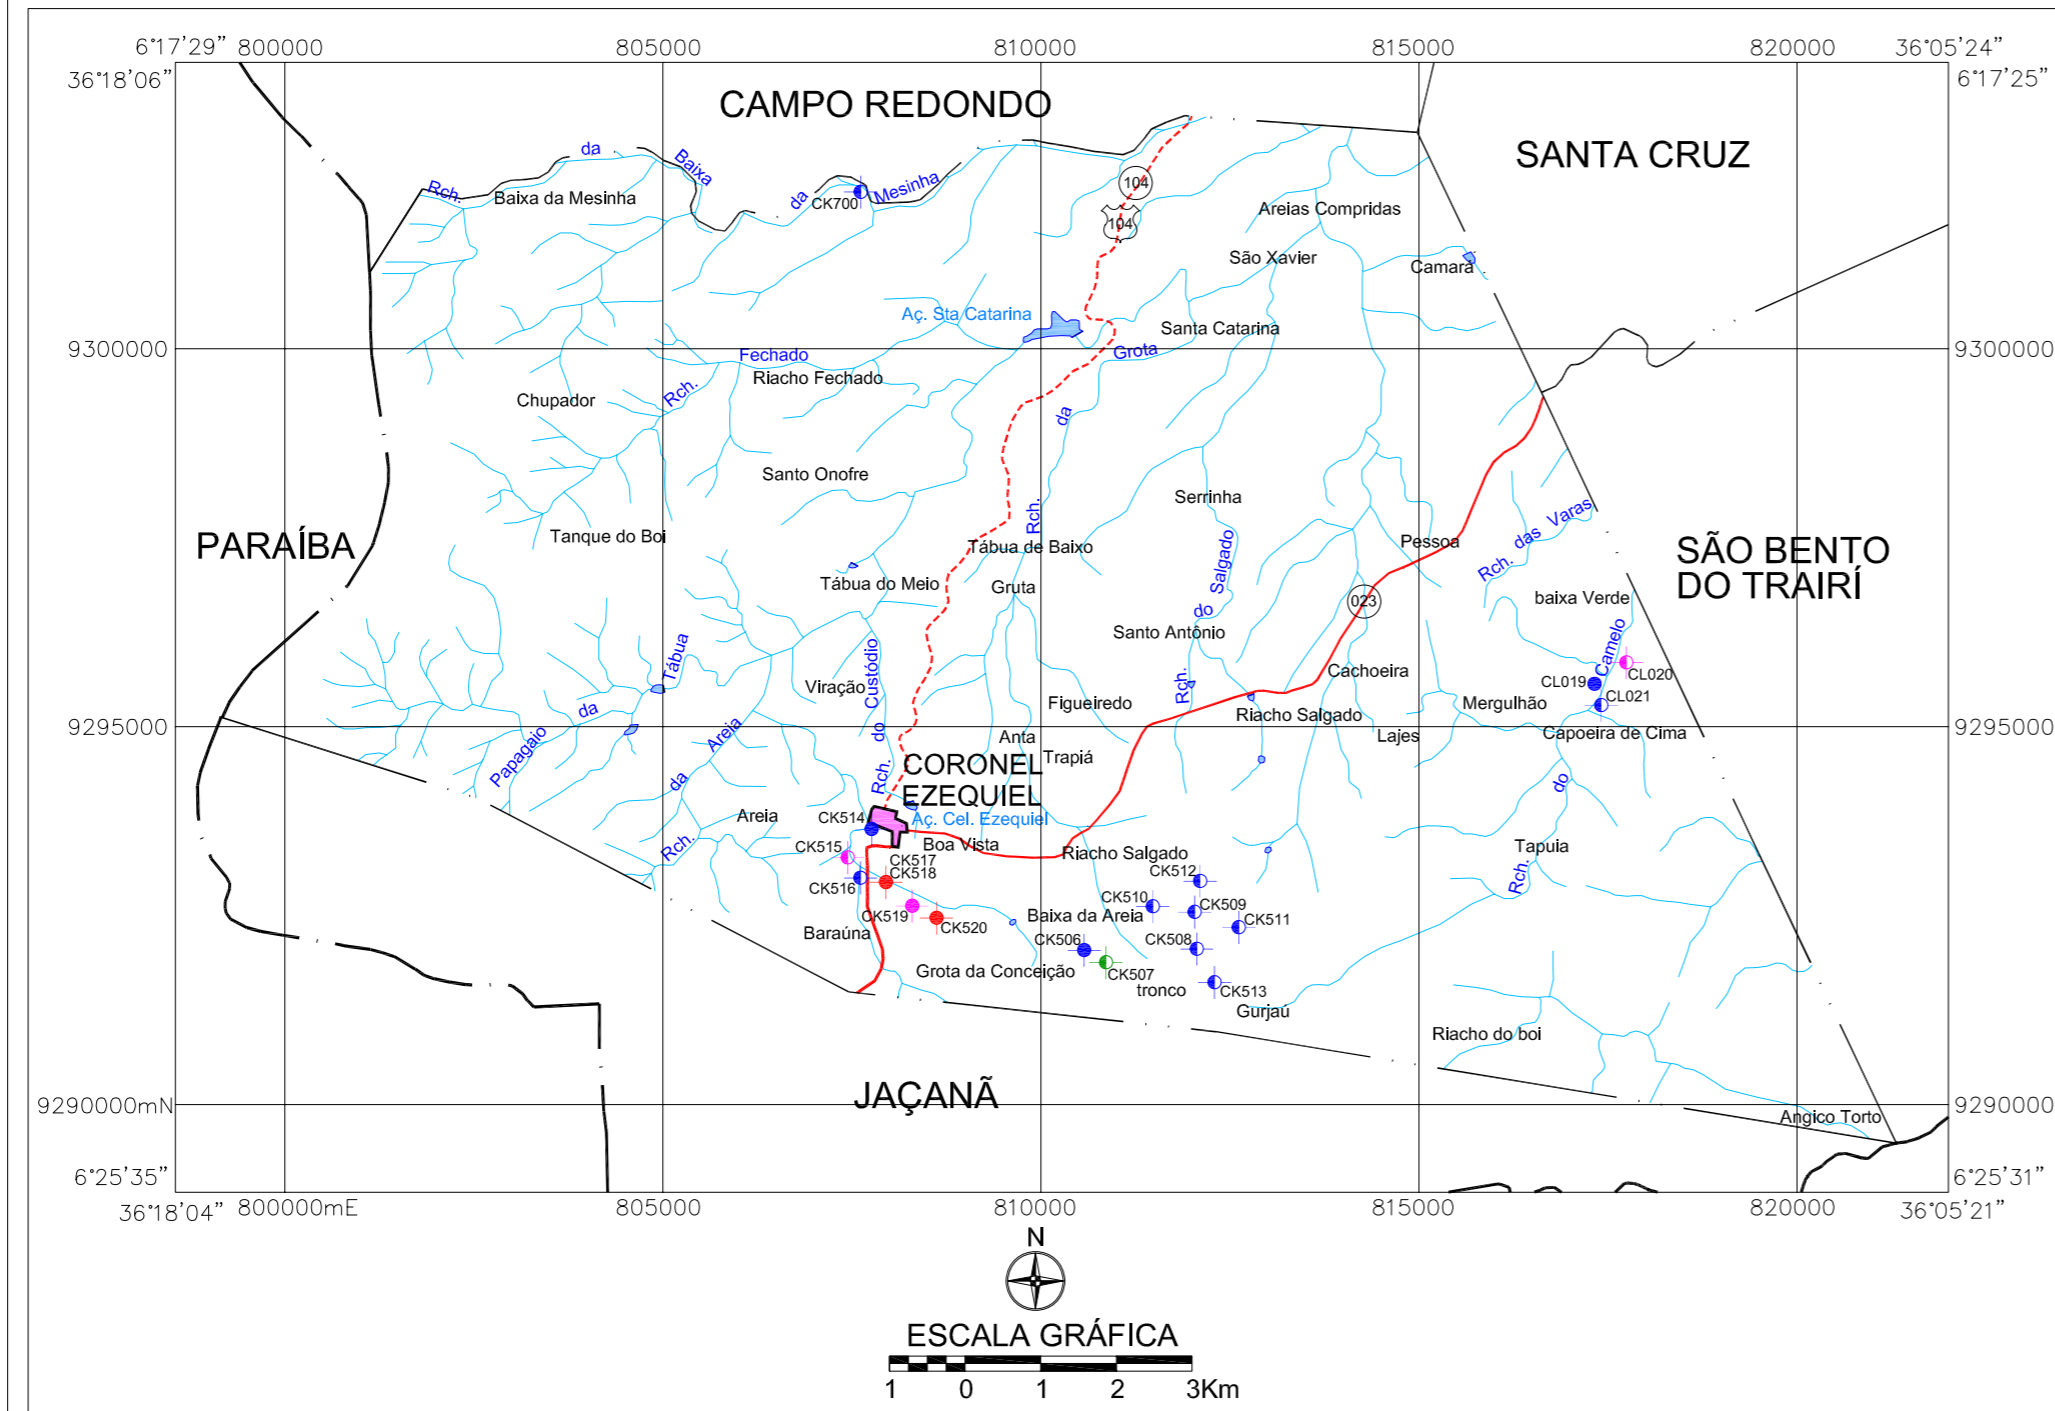 6°17'29" 800000 805000 810000 815000 820000 36°05'24"
36°18'06" 6°17'25"
CAMPO REDONDO
SANTA CRUZ
Rch. da Baixa da Mesinha
Baixa da Mesinha
CK700
104
104
Areias Compridas
São Xavier
Camará
Aç. Sta Catarina
Santa Catarina
9300000 9300000
Rch. Fechado
Riacho Fechado
Rch. da Grota
Chupador
Santo Onofre
Serrinha
Tanque do Boi
PARAÍBA
Tábua de Baixo
Pessoa
Rch. das Varas
SÃO BENTO
DO TRAIRÍ
Tábua do Meio
Gruta
Rch. do Salgado
023
baixa Verde
Santo Antônio
Cachoeira
Camelo
CL020
CL019
CL021
Papagaio da Tábua
Viração
Rch. do Custódio
Figueiredo
Riacho Salgado
Mergulhão
9295000 9295000
Rch. da Areia
Anta
Lajes
Capoeira de Cima
Trapiá
CORONEL
EZEQUIEL
Aç. Cel. Ezequiel
Areia
CK514
Boa Vista
CK515
CK517
CK518
CK516
CK519
CK520
Riacho Salgado
CK512
CK510
CK509
CK511
Baixa da Areia
CK506
CK508
Rch. do
Tapuia
Baraúna
Grota da Conceição
CK507
CK513
tronco
Gurjaú
Riacho do boi
JAÇANÃ
9290000mN 9290000
Angico Torto
6°25'35" 6°25'31"
36°18'04" 800000mE 805000 810000 815000 820000 36°05'21"
N
ESCALA GRÁFICA
1 0 1 2 3Km